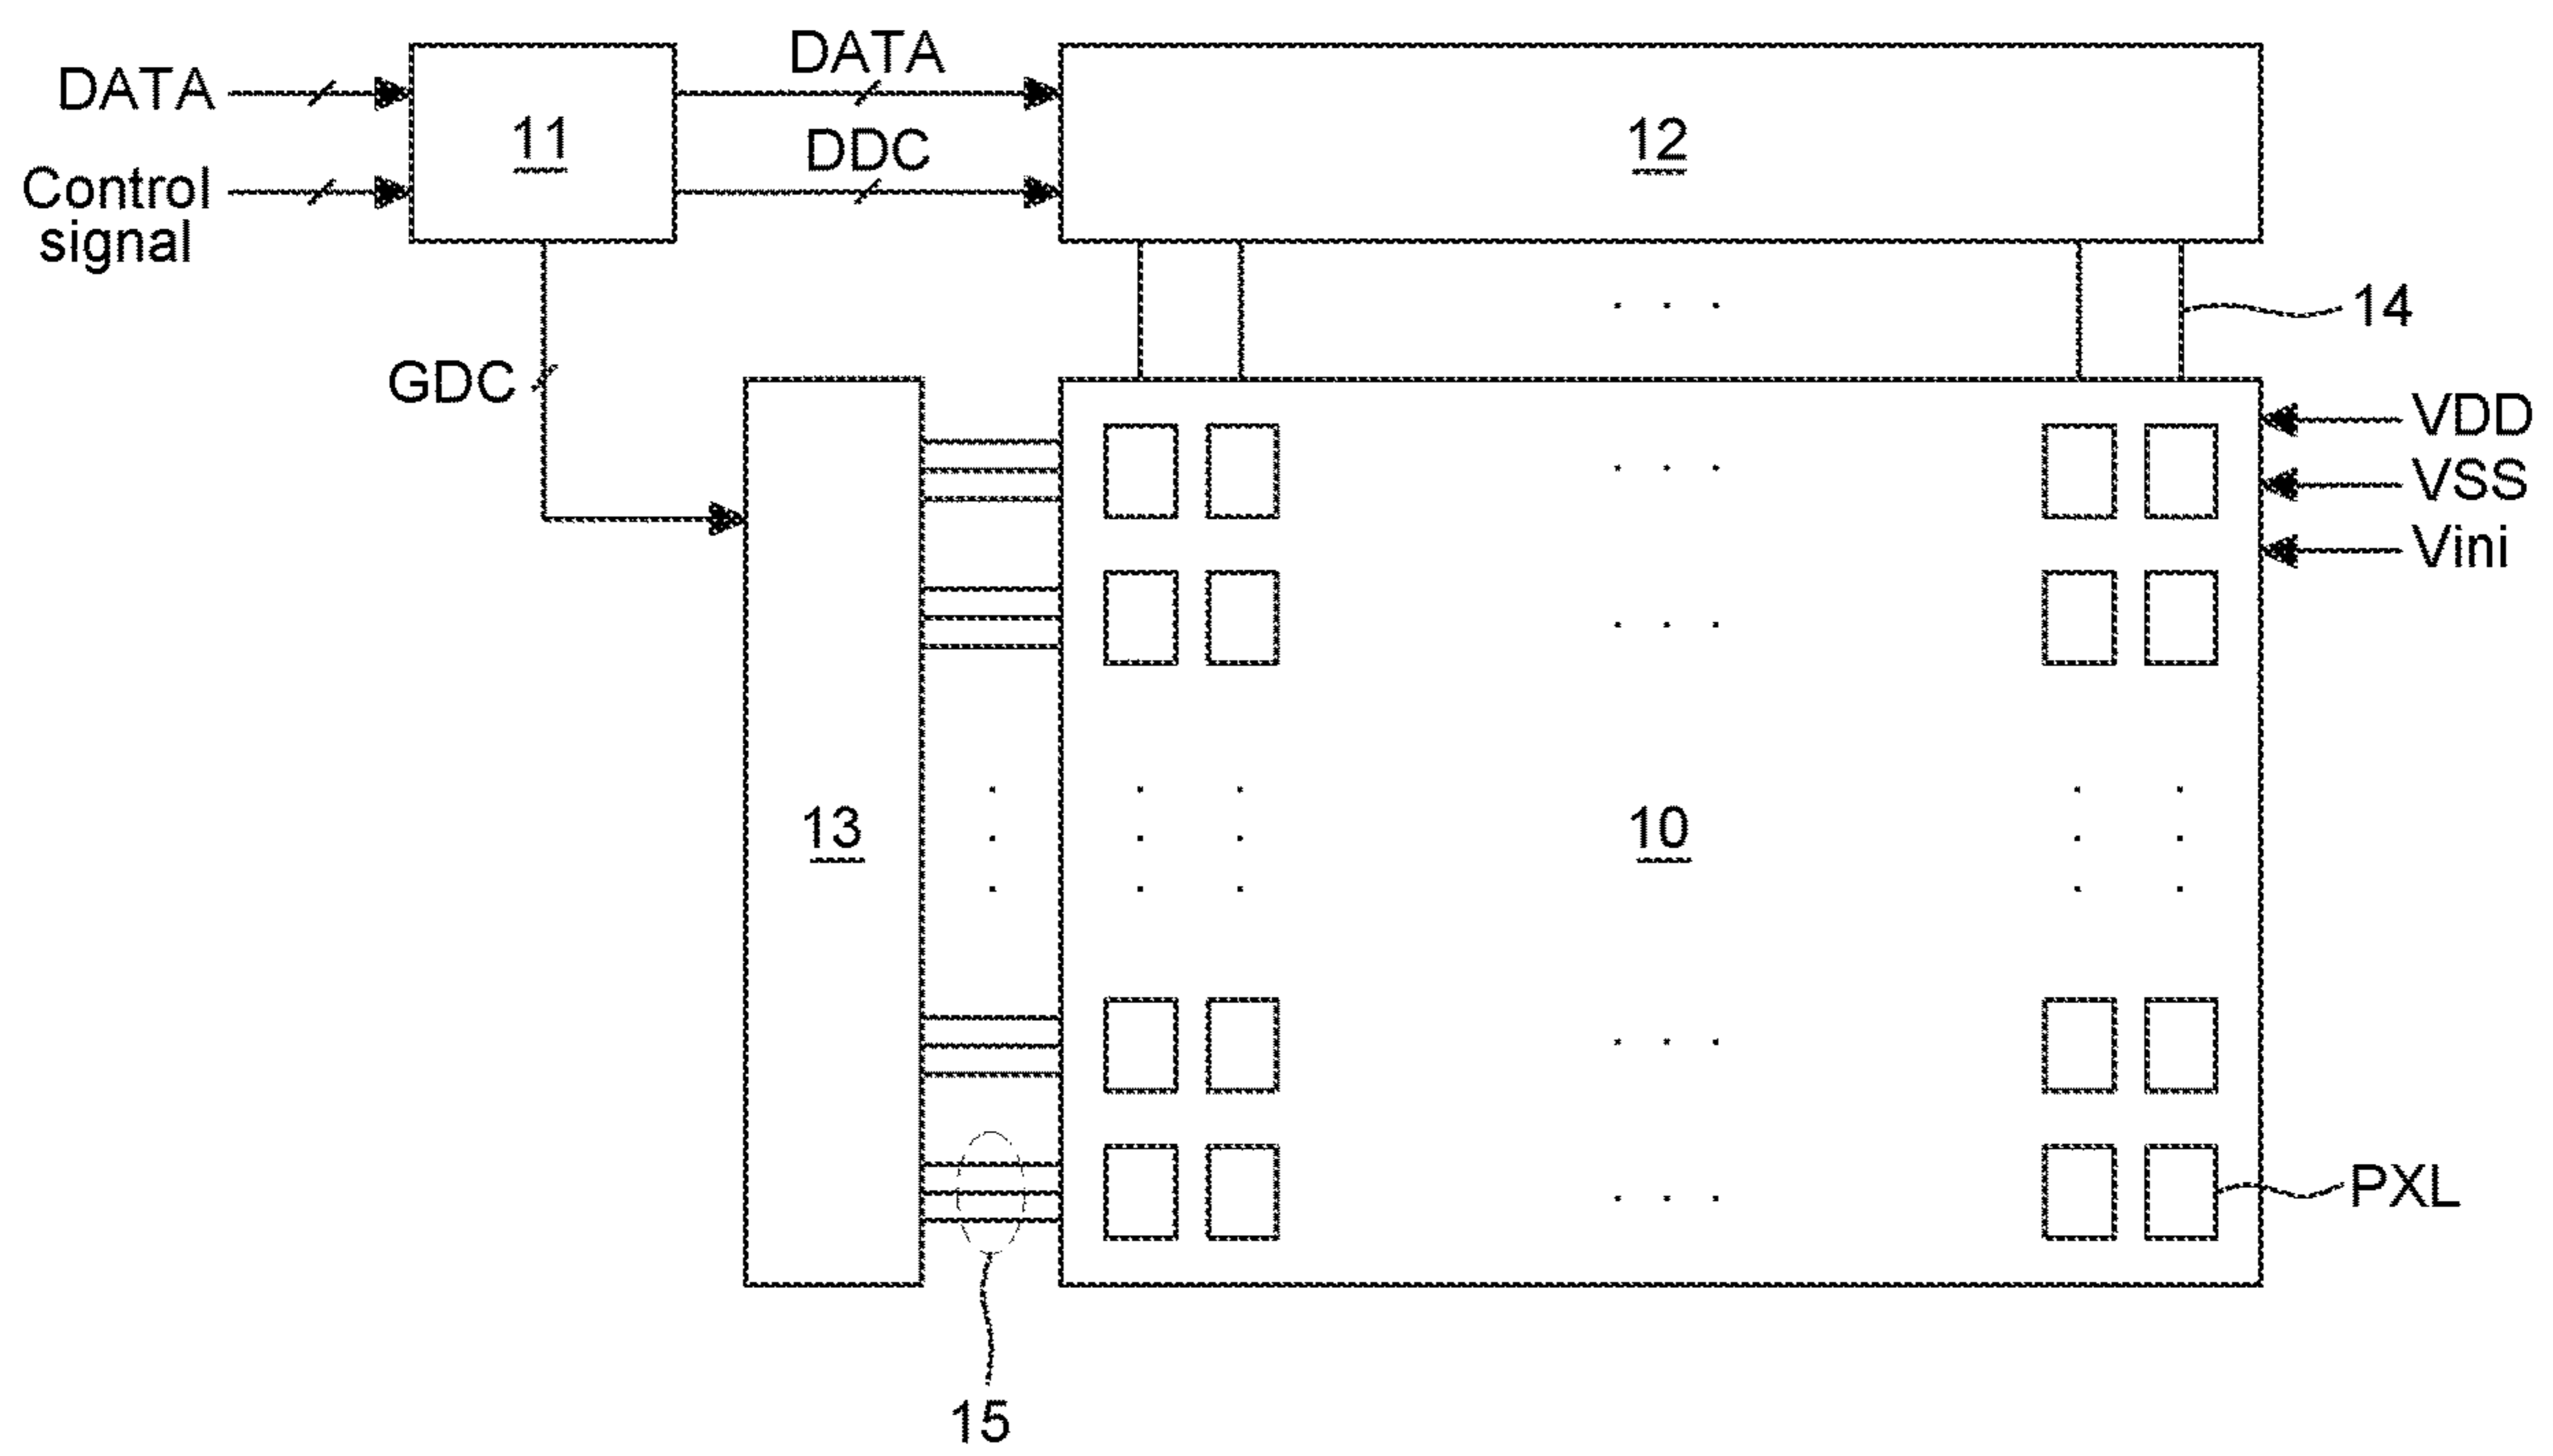 DATA
DATA
11
12
DDC
Control
signal
14
GDC
VDD
VSS
Vini
13
10
PXL
15